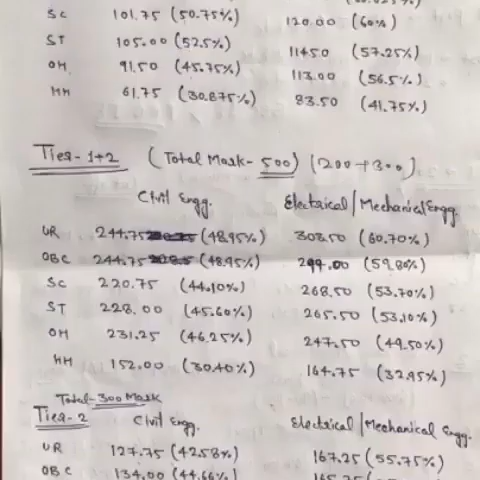 SC 101.75 (50.75%) 120.00 (60%)
ST 105.00 (52.5%) 114.50 (57.25%)
OH 91.50 (45.75%) 113.00 (56.5%)
HH 61.75 (30.875%) 83.50 (41.75%)
Tier-1+2 (Total Mark-500) (200+300)
Civil Engg. Electrical/Mechanical Engg.
UR 244.75 (48.95%) 303.50 (60.70%)
OBC 244.75 (48.95%) 299.00 (59.80%)
SC 220.75 (44.10%) 268.50 (53.70%)
ST 228.00 (45.60%) 265.50 (53.10%)
OH 231.25 (46.25%) 247.50 (49.50%)
HH 152.00 (30.40%) 164.75 (32.95%)
Total-300 Mark
Tier-2 Civil Engg. Electrical/Mechanical Engg.
UR 127.75 (42.58%) 167.25 (55.75%)
OBC 134.00 (44.66%)